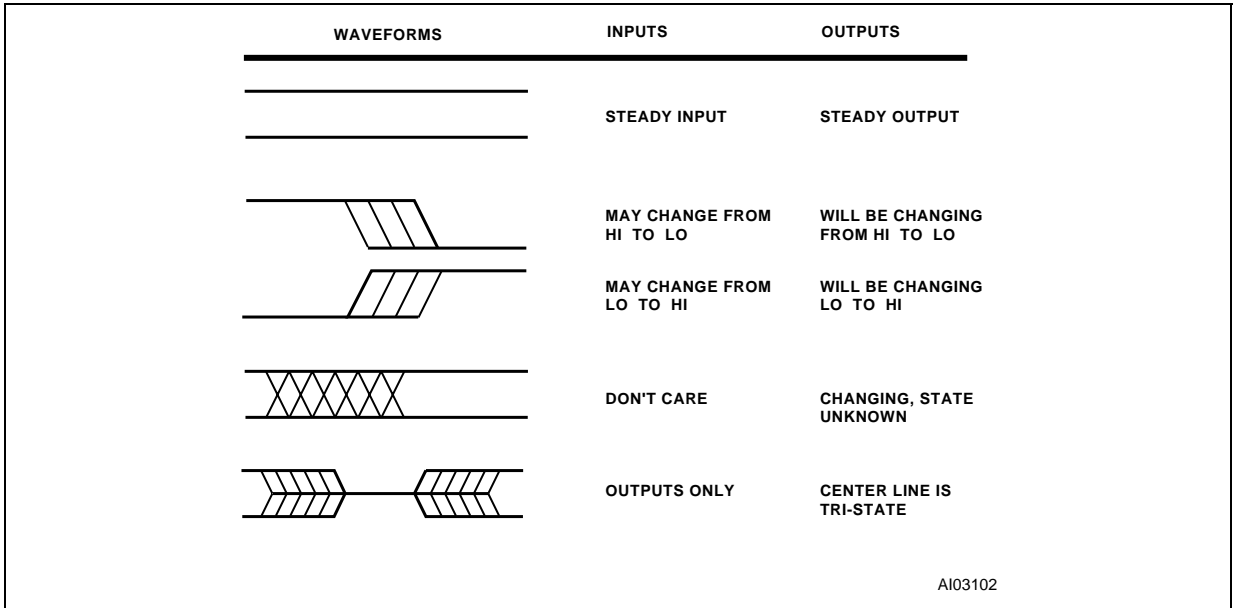 WAVEFORMS INPUTS OUTPUTS
STEADY INPUT STEADY OUTPUT
MAY CHANGE FROM WILL BE CHANGING
HI TO LO FROM HI TO LO
MAY CHANGE FROM WILL BE CHANGING
LO TO HI LO TO HI
DON'T CARE CHANGING, STATE
UNKNOWN
OUTPUTS ONLY CENTER LINE IS
TRI-STATE
AI03102